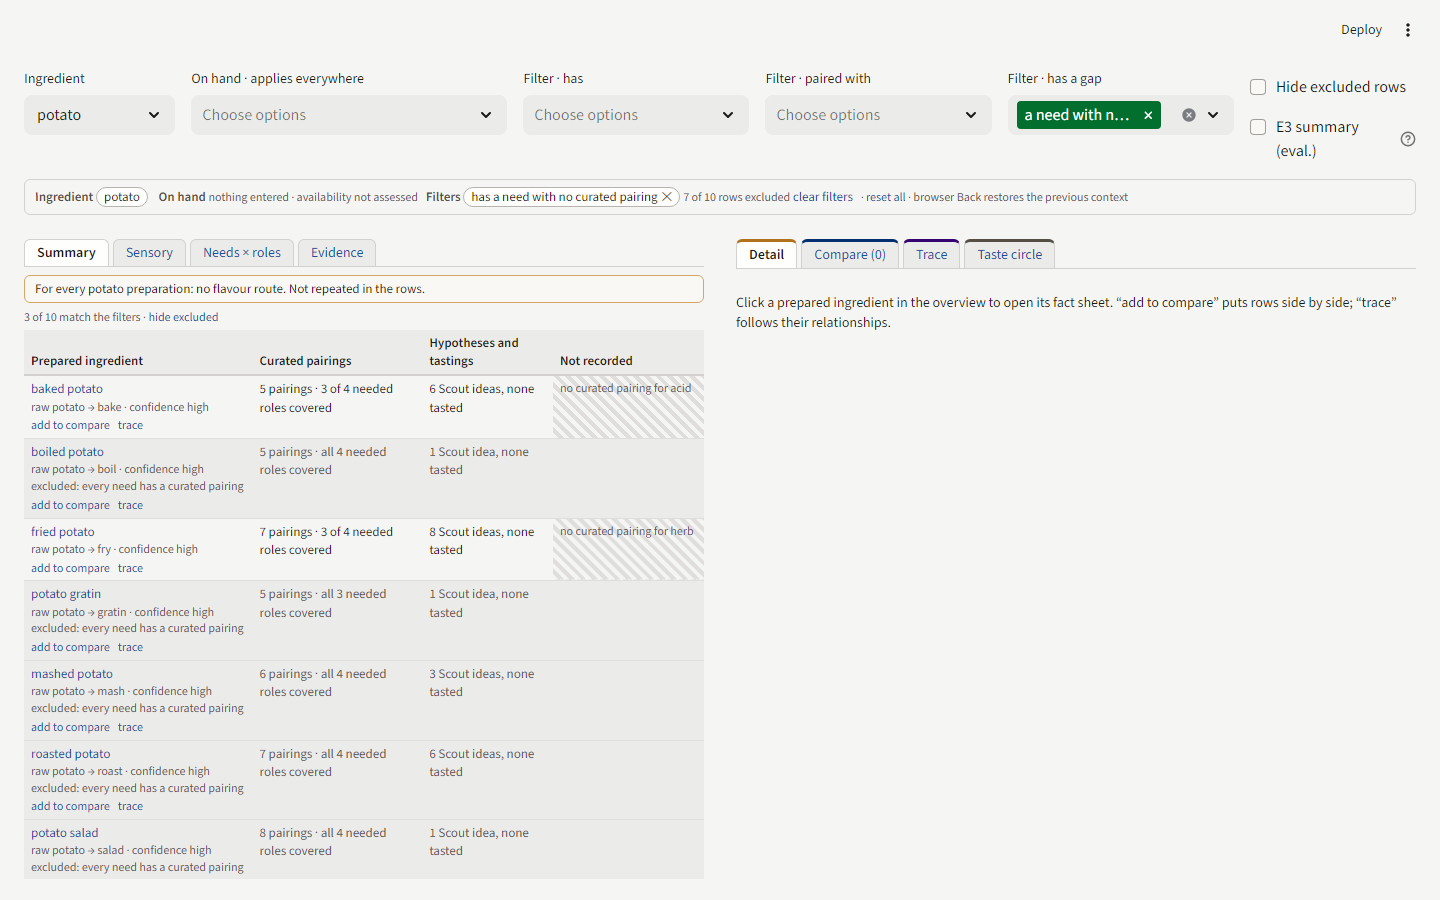 Deploy
Ingredient
On hand · applies everywhere
Filter · has
Filter · paired with
Filter · has a gap
potato
Choose options
Choose options
Choose options
a need with n…
Hide excluded rows
E3 summary
(eval.)
Ingredient potato On hand nothing entered · availability not assessed Filters has a need with no curated pairing 7 of 10 rows excluded clear filters · reset all · browser Back restores the previous context
Summary
Sensory
Needs × roles
Evidence
For every potato preparation: no flavour route. Not repeated in the rows.
3 of 10 match the filters · hide excluded
Prepared ingredient
Curated pairings
Hypotheses and
tastings
Not recorded
baked potato
raw potato → bake · confidence high
add to compare trace
5 pairings · 3 of 4 needed
roles covered
6 Scout ideas, none
tasted
no curated pairing for acid
boiled potato
raw potato → boil · confidence high
excluded: every need has a curated pairing
add to compare trace
5 pairings · all 4 needed
roles covered
1 Scout idea, none
tasted
fried potato
raw potato → fry · confidence high
add to compare trace
7 pairings · 3 of 4 needed
roles covered
8 Scout ideas, none
tasted
no curated pairing for herb
potato gratin
raw potato → gratin · confidence high
excluded: every need has a curated pairing
add to compare trace
5 pairings · all 3 needed
roles covered
1 Scout idea, none
tasted
mashed potato
raw potato → mash · confidence high
excluded: every need has a curated pairing
add to compare trace
6 pairings · all 4 needed
roles covered
3 Scout ideas, none
tasted
roasted potato
raw potato → roast · confidence high
excluded: every need has a curated pairing
add to compare trace
7 pairings · all 4 needed
roles covered
6 Scout ideas, none
tasted
potato salad
raw potato → salad · confidence high
excluded: every need has a curated pairing
8 pairings · all 4 needed
roles covered
1 Scout idea, none
tasted
Detail
Compare (0)
Trace
Taste circle
Click a prepared ingredient in the overview to open its fact sheet. “add to compare” puts rows side by side; “trace”
follows their relationships.